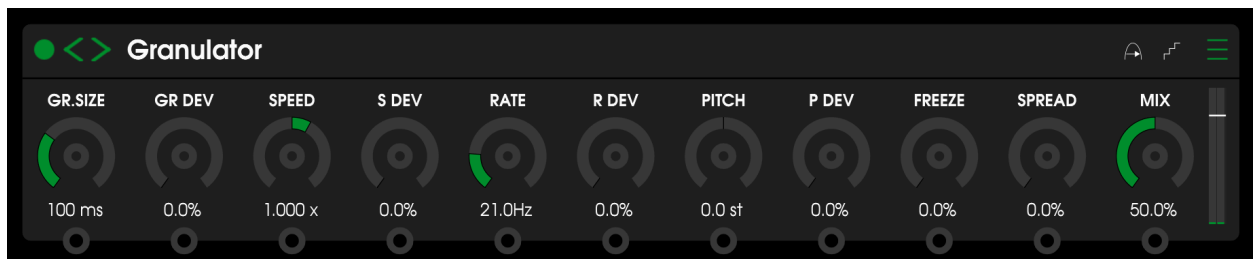 Granulator
GR.SIZE GR DEV SPEED S DEV RATE R DEV PITCH P DEV FREEZE SPREAD MIX
100 ms 0.0% 1.000 x 0.0% 21.0Hz 0.0% 0.0 st 0.0% 0.0% 0.0% 50.0%